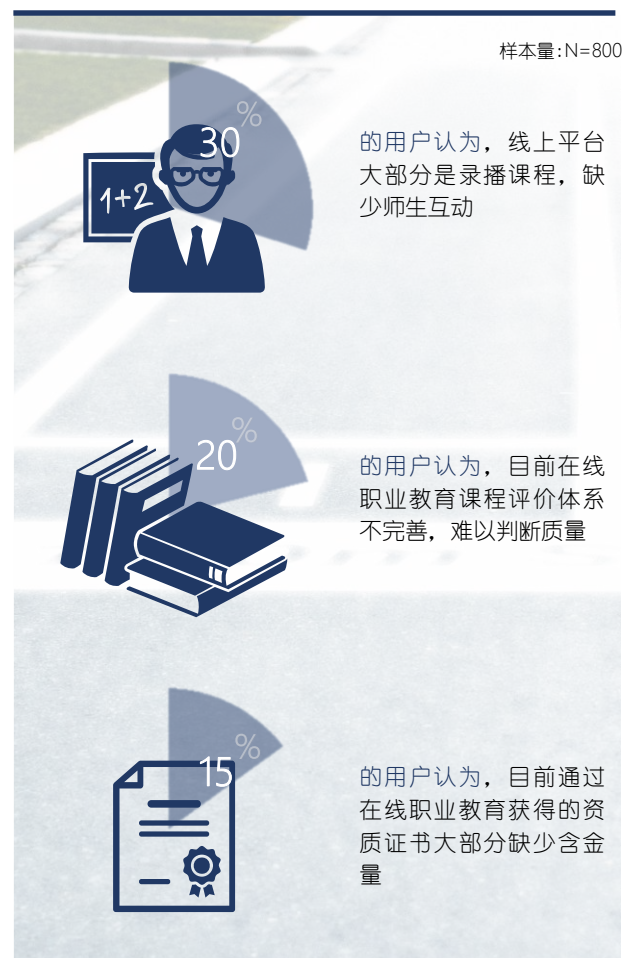 样本量:N=800
30%
1+2
的用户认为，线上平台
大部分是录播课程，缺
少师生互动
20%
的用户认为，目前在线
职业教育课程评价体系
不完善，难以判断质量
15%
的用户认为，目前通过
在线职业教育获得的资
质证书大部分缺少含金
量